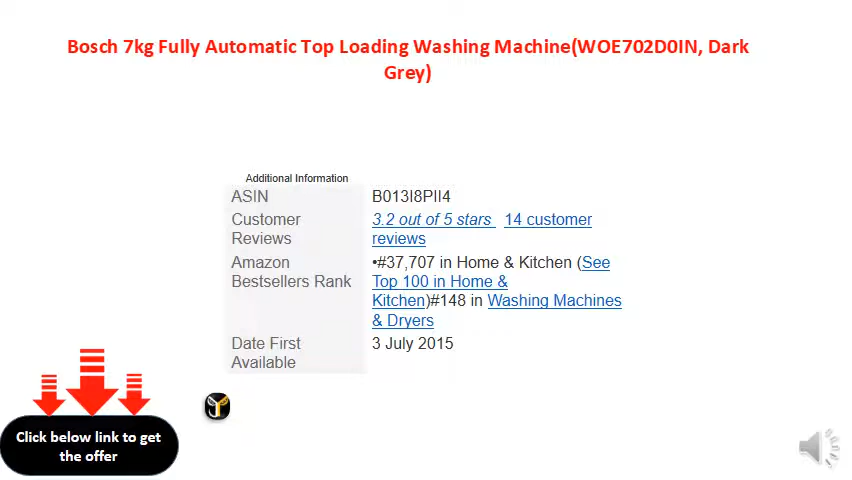 Bosch 7kg Fully Automatic Top Loading Washing Machine(WOE702D0IN, Dark
Grey)
Additional Information
ASIN B013I8PII4
Customer 3.2 out of 5 stars 14 customer
Reviews reviews
Amazon •#37,707 in Home & Kitchen (See
Bestsellers Rank Top 100 in Home &
Kitchen)#148 in Washing Machines
& Dryers
Date First 3 July 2015
Available
Click below link to get
the offer